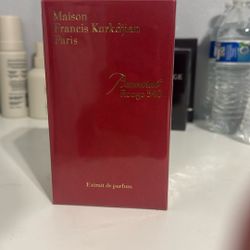 Maison
Francis Kurkdjian
Paris
Baccarat
Rouge 540
Extrait de parfum